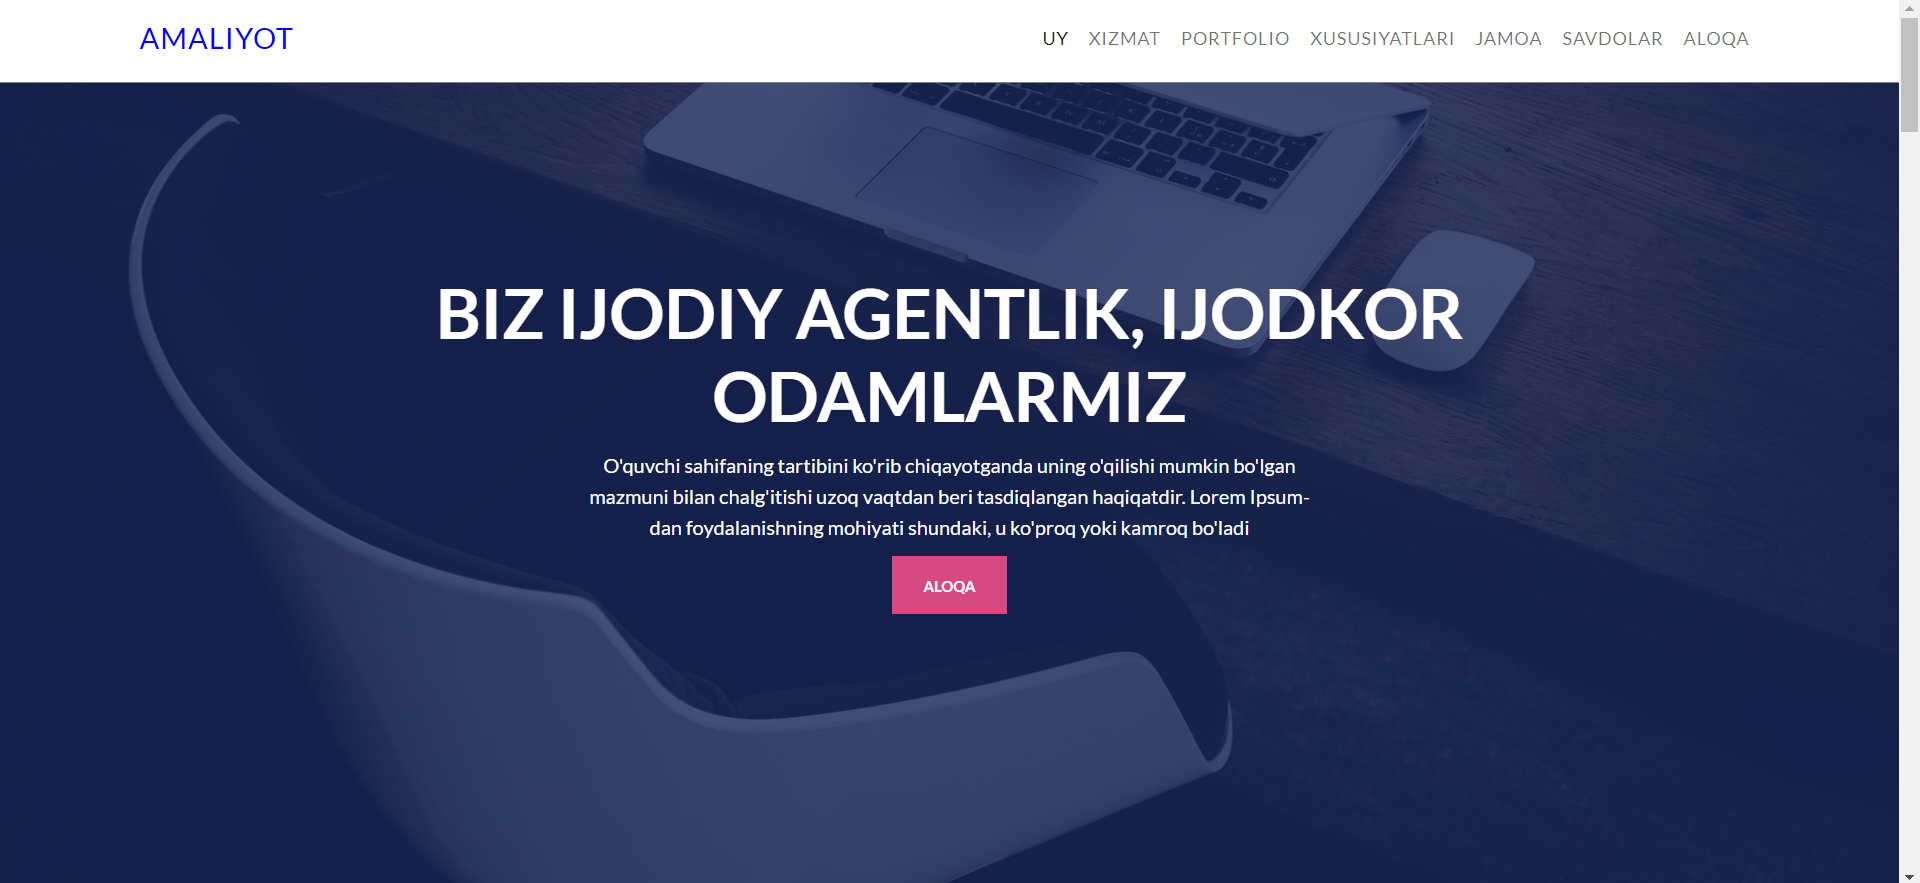 AMALIYOT
UY XIZMAT PORTFOLIO XUSUSIYATLARI JAMOA SAVDOLAR ALOQA
BIZ IJODIY AGENTLIK, IJODKOR
ODAMLARMIZ
O'quvchi sahifaning tartibini ko'rib chiqayotganda uning o'qilishi mumkin bo'lgan
mazmuni bilan chalg'itishi uzoq vaqtdan beri tasdiqlangan haqiqatdir. Lorem Ipsum-
dan foydalanishning mohiyati shundaki, u ko'proq yoki kamroq bo'ladi
ALOQA